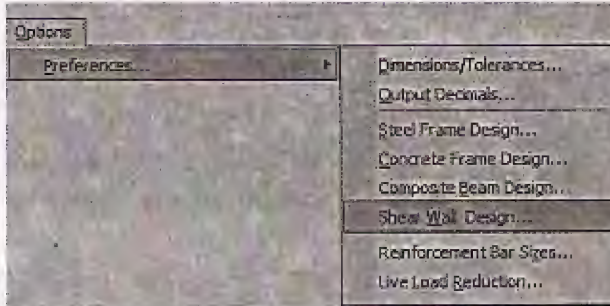 Options
Preferences...
Dimensions/Tolerances...
Output Decimals...
Steel Frame Design...
Concrete Frame Design...
Composite Beam Design...
Shear Wall Design...
Reinforcement Bar Sizes...
Live Load Reduction...